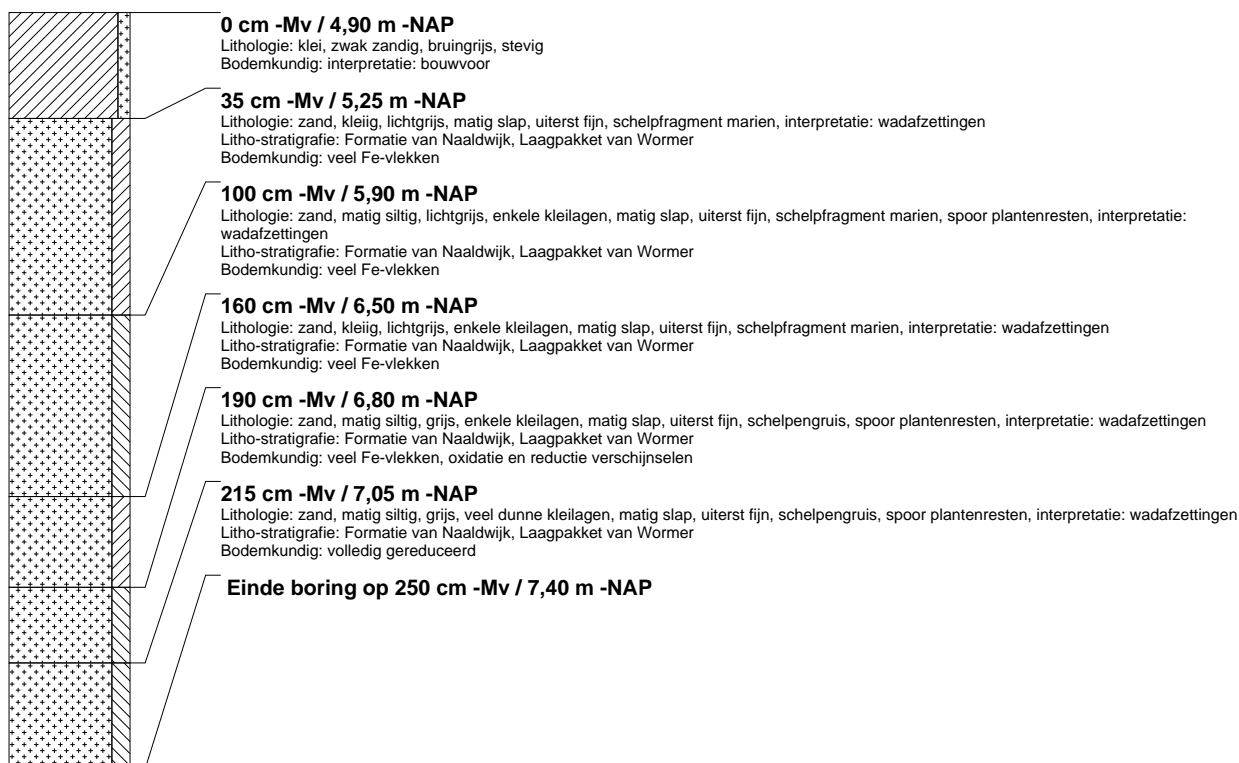 0 cm -Mv / 4,90 m -NAP
Lithologie: klei, zwak zandig, bruingrijs, stevig
Bodemkundig: interpretatie: bouwvoor
35 cm -Mv / 5,25 m -NAP
Lithologie: zand, kleiig, lichtgrijs, matig slap, uiterst fijn, schelpfragment marien, interpretatie: wadafzettingen
Litho-stratigrafie: Formatie van Naaldwijk, Laagpakket van Wormer
Bodemkundig: veel Fe-vlekken
100 cm -Mv / 5,90 m -NAP
Lithologie: zand, matig siltig, lichtgrijs, enkele kleilagen, matig slap, uiterst fijn, schelpfragment marien, spoor plantenresten, interpretatie:
wadafzettingen
Litho-stratigrafie: Formatie van Naaldwijk, Laagpakket van Wormer
Bodemkundig: veel Fe-vlekken
160 cm -Mv / 6,50 m -NAP
Lithologie: zand, kleiig, lichtgrijs, enkele kleilagen, matig slap, uiterst fijn, schelpfragment marien, interpretatie: wadafzettingen
Litho-stratigrafie: Formatie van Naaldwijk, Laagpakket van Wormer
Bodemkundig: veel Fe-vlekken
190 cm -Mv / 6,80 m -NAP
Lithologie: zand, matig siltig, grijs, enkele kleilagen, matig slap, uiterst fijn, schelpengruis, spoor plantenresten, interpretatie: wadafzettingen
Litho-stratigrafie: Formatie van Naaldwijk, Laagpakket van Wormer
Bodemkundig: veel Fe-vlekken, oxidatie en reductie verschijnselen
215 cm -Mv / 7,05 m -NAP
Lithologie: zand, matig siltig, grijs, veel dunne kleilagen, matig slap, uiterst fijn, schelpengruis, spoor plantenresten, interpretatie: wadafzettingen
Litho-stratigrafie: Formatie van Naaldwijk, Laagpakket van Wormer
Bodemkundig: volledig gereduceerd
Einde boring op 250 cm -Mv / 7,40 m -NAP